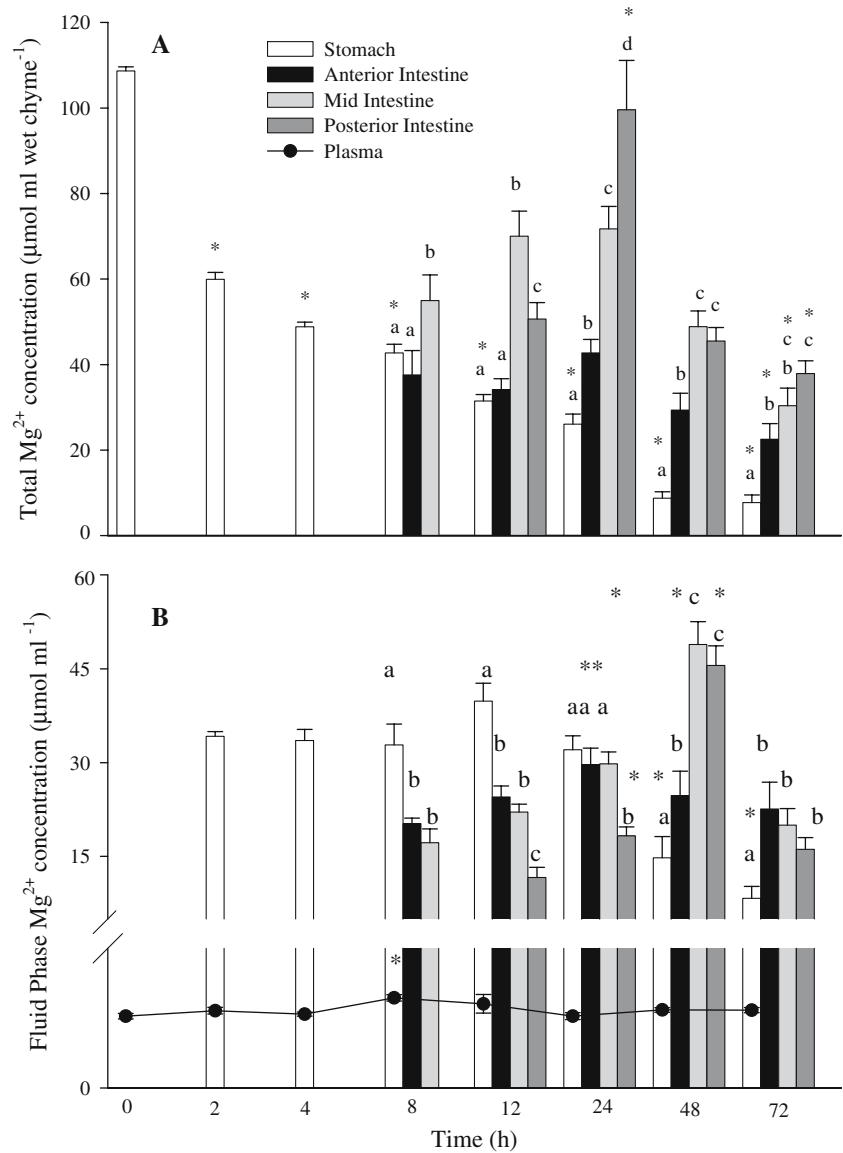 A
Stomach
Anterior Intestine
Mid Intestine
Posterior Intestine
Plasma
Total Mg²⁺ concentration (µmol ml wet chyme⁻¹)
120
100
80
60
40
20
0
*
*
* a a b
* a a b c
* a b c * d
* a b c c
* a * b * c b * c
B
Fluid Phase Mg²⁺ concentration (µmol ml⁻¹)
60
45
30
15
0
a b b
*
a b b c
* ** aa a * b
* a * b c * c
* a b b b
0 2 4 8 12 24 48 72
Time (h)